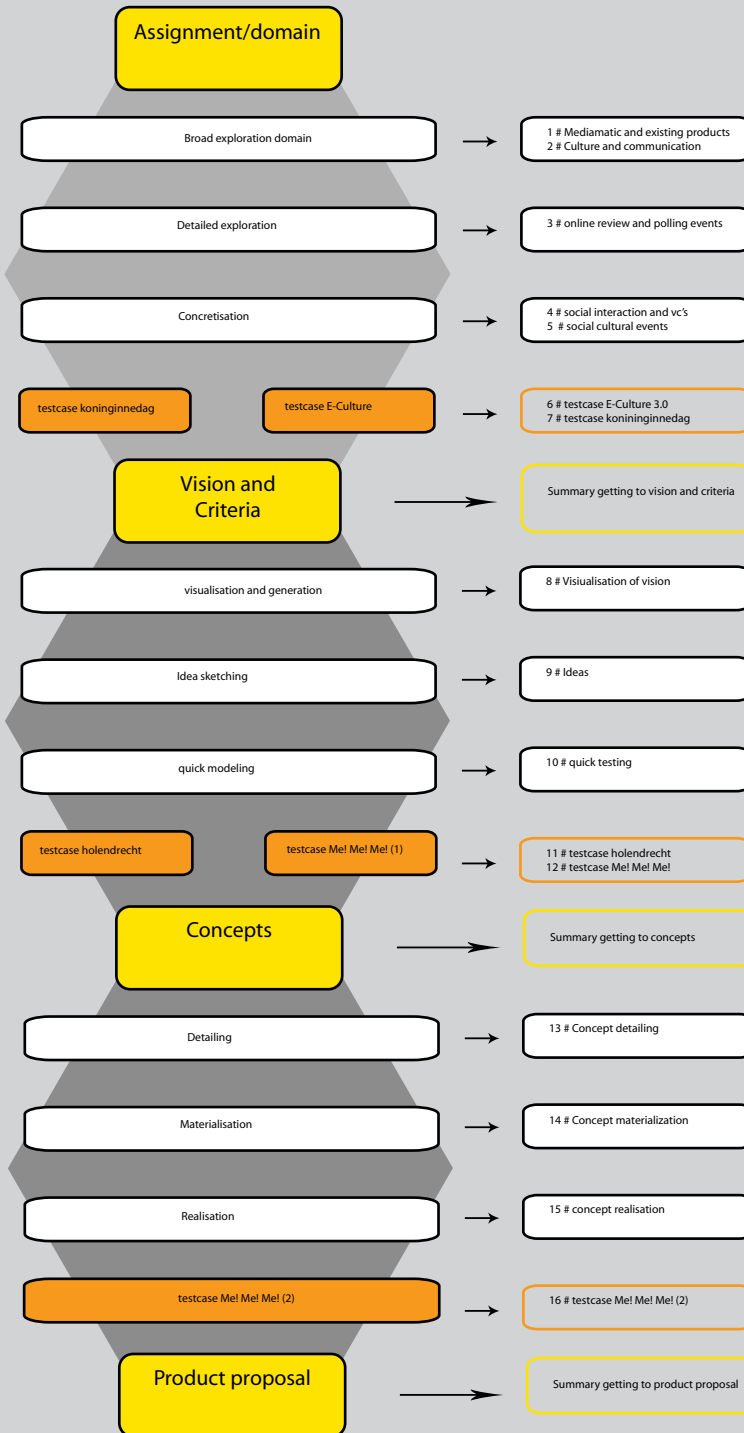 Assignment/domain
Broad exploration domain
1 # Mediamatic and existing products
2 # Culture and communication
Detailed exploration
3 # online review and polling events
Concretisation
4 # social interaction and vc's
5 # social cultural events
testcase koninginnedag
testcase E-Culture
6 # testcase E-Culture 3.0
7 # testcase konininginnedag
Vision and
Criteria
Summary getting to vision and criteria
visualisation and generation
8 # Visiualisation of vision
Idea sketching
9 # Ideas
quick modeling
10 # quick testing
testcase holendrecht
testcase Me! Me! Me! (1)
11 # testcase holendrecht
12 # testcase Me! Me! Me!
Concepts
Summary getting to concepts
Detailing
13 # Concept detailing
Materialisation
14 # Concept materialization
Realisation
15 # concept realisation
testcase Me! Me! Me! (2)
16 # testcase Me! Me! Me! (2)
Product proposal
Summary getting to product proposal